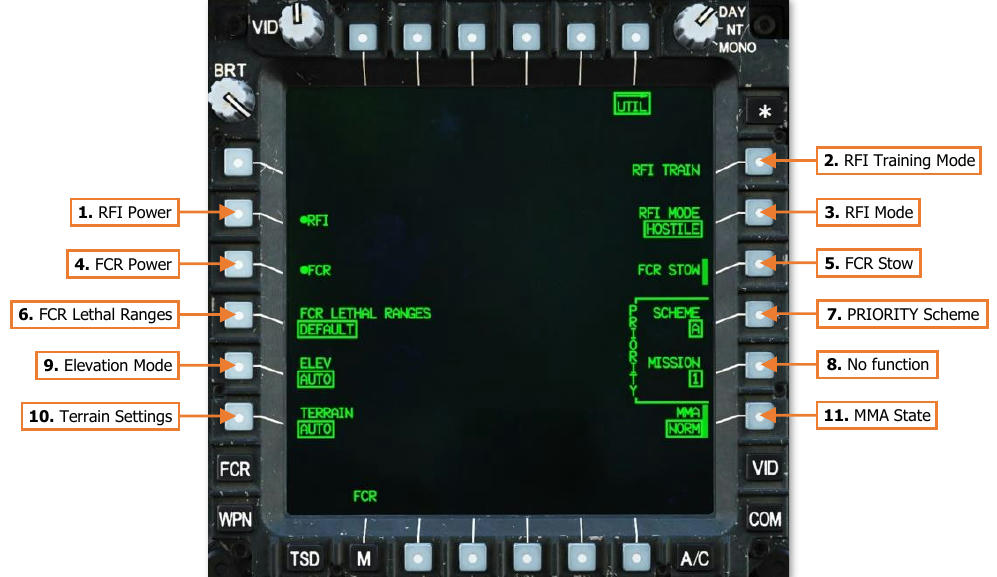 VID
DAY
NT
MONO
BRT
UTIL
*
RFI TRAIN
2. RFI Training Mode
1. RFI Power
RFI
RFI MODE
HOSTILE
3. RFI Mode
4. FCR Power
FCR
FCR STOW
5. FCR Stow
6. FCR Lethal Ranges
FCR LETHAL RANGES
DEFAULT
PRIORITY
SCHEME
A
7. PRIORITY Scheme
9. Elevation Mode
ELEV
AUTO
MISSION
1
8. No function
10. Terrain Settings
TERRAIN
AUTO
MMA
NORM
11. MMA State
FCR
VID
WPN
FCR
COM
TSD
M
A/C